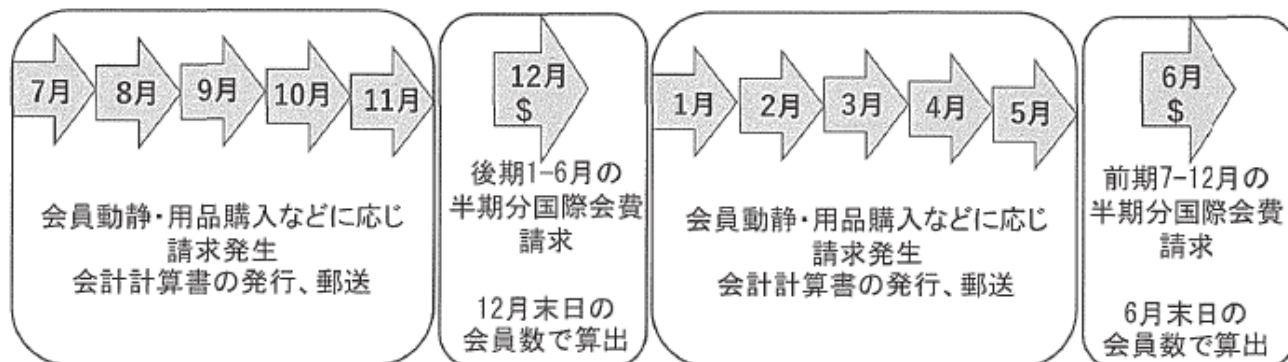 7月
8月
9月
10月
11月
会員動静・用品購入などに応じ
請求発生
会計計算書の発行、郵送
12月
$
後期1-6月の
半期分国際会費
請求
12月末日の
会員数で算出
1月
2月
3月
4月
5月
会員動静・用品購入などに応じ
請求発生
会計計算書の発行、郵送
6月
$
前期7-12月の
半期分国際会費
請求
6月末日の
会員数で算出